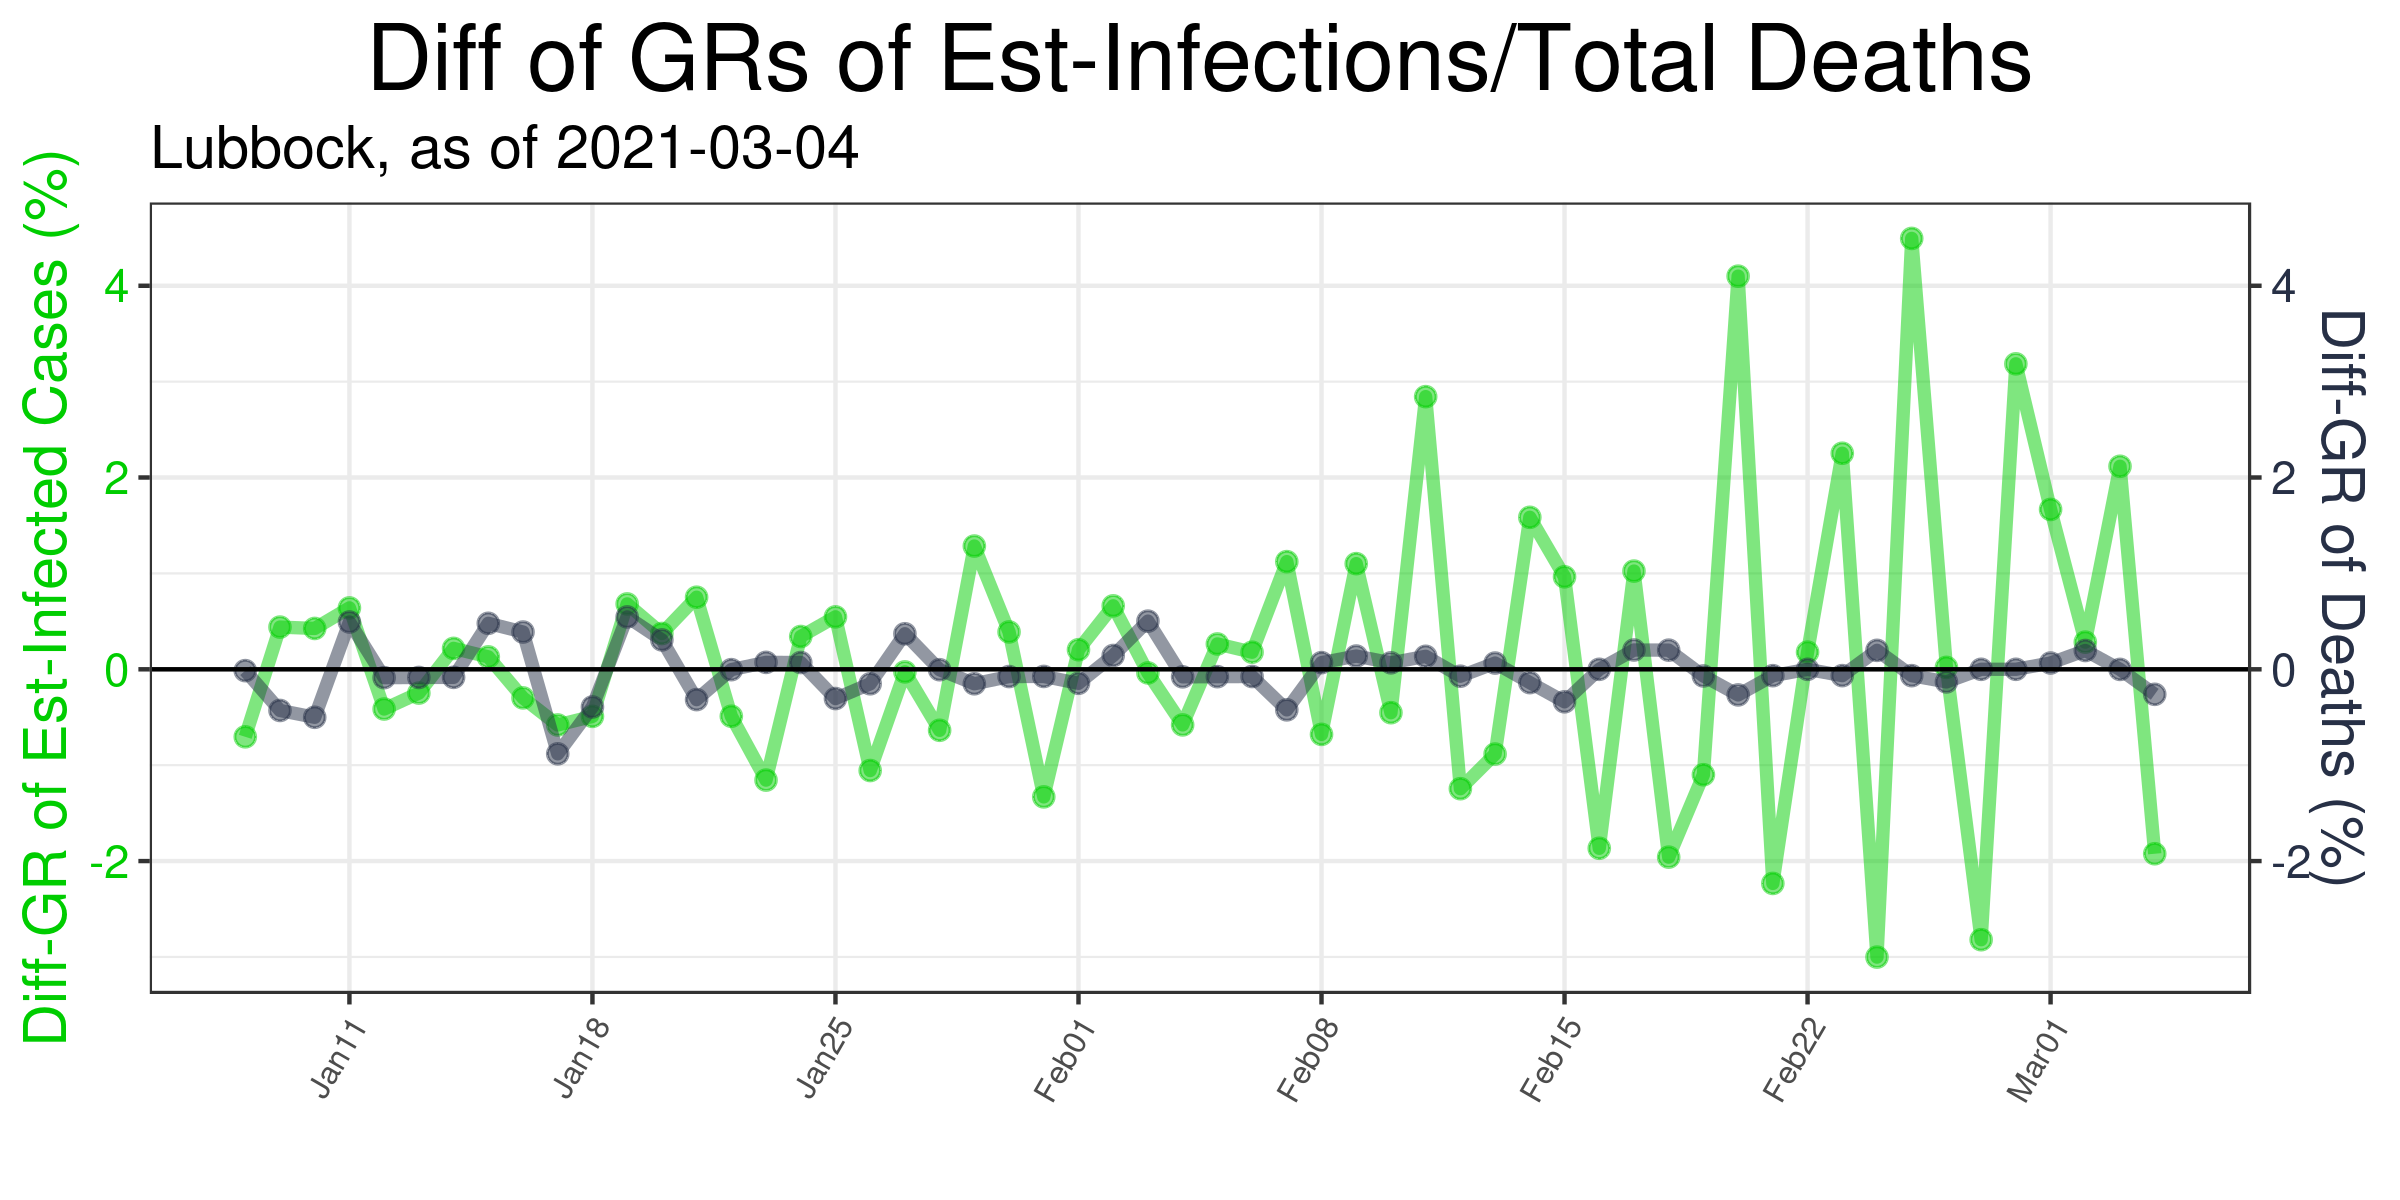 Diff of GRs of Est-Infections/Total Deaths
Lubbock, as of 2021-03-04
Diff-GR of Est-Infected Cases (%)
4
2
0
-2
4
2
0
-2
Diff-GR of Deaths (%)
Jan11
Jan18
Jan25
Feb01
Feb08
Feb15
Feb22
Mar01